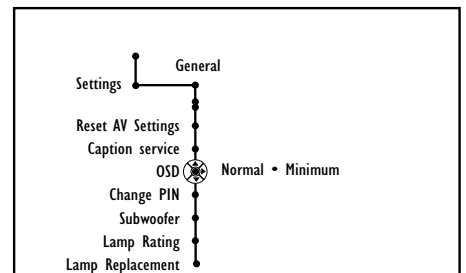 General
Settings
Reset AV Settings
Caption service
OSD Normal • Minimum
Change PIN
Subwoofer
Lamp Rating
Lamp Replacement